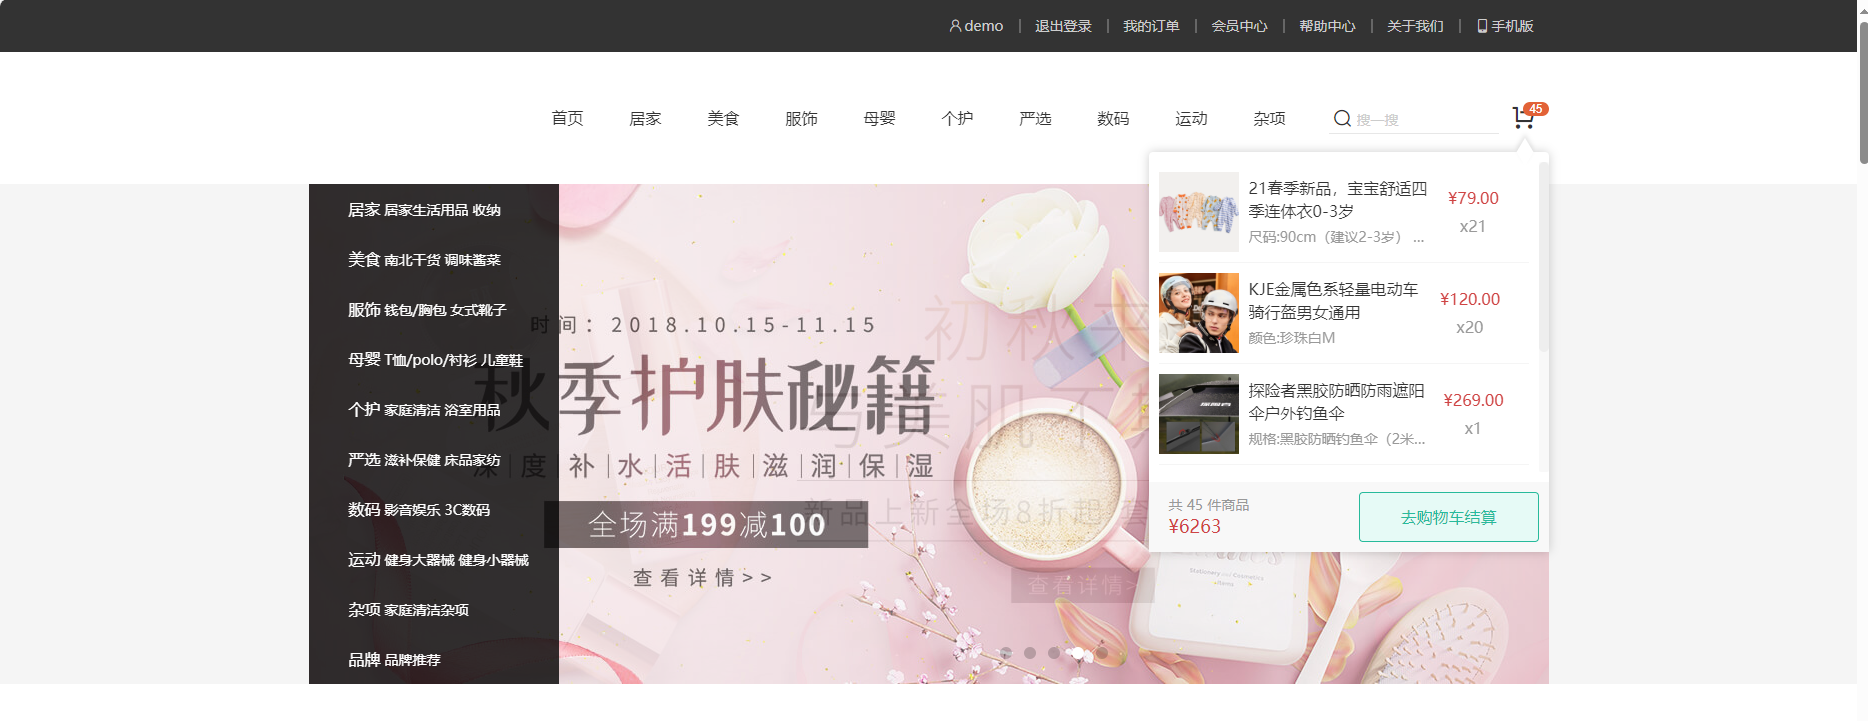 demo 退出登录 我的订单 会员中心 帮助中心 关于我们 手机版
首页 居家 美食 服饰 母婴 个护 严选 数码 运动 杂项 搜一搜 45
居家 居家生活用品 收纳
美食 南北干货 调味酱菜
服饰 钱包/胸包 女式靴子
母婴 T恤/polo/衬衫 儿童鞋
个护 家庭清洁 浴室用品
严选 滋补保健 床品家纺
数码 影音娱乐 3C数码
运动 健身大器械 健身小器械
杂项 家庭清洁杂项
品牌 品牌推荐
时间：2018.10.15-11.15
秋季护肤秘籍
深度|补|水|活|肤|滋|润|保|湿
全场满199减100
查看详情>>
初秋来
与美肌不
新品上新全场8折起
查看详情>
Stationery and Cosmetics
Items
21春季新品，宝宝舒适四
季连体衣0-3岁
尺码:90cm（建议2-3岁） ...
¥79.00
x21
KJE金属色系轻量电动车
骑行盔男女通用
颜色:珍珠白M
¥120.00
x20
探险者黑胶防晒防雨遮阳
伞户外钓鱼伞
规格:黑胶防晒钓鱼伞（2米...
¥269.00
x1
共 45 件商品
¥6263
去购物车结算